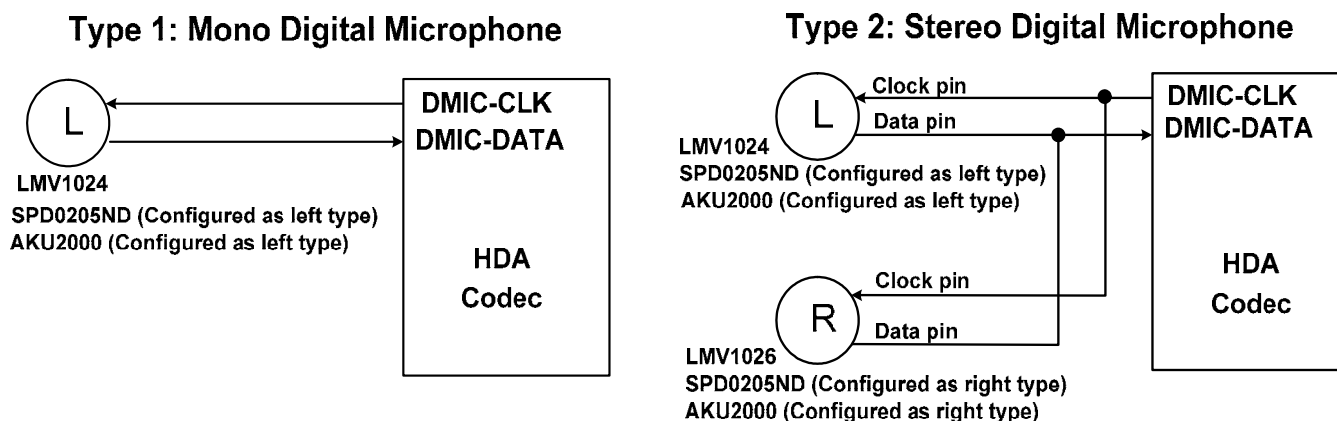 Type 1: Mono Digital Microphone
L
DMIC-CLK
DMIC-DATA
LMV1024
SPD0205ND (Configured as left type)
AKU2000 (Configured as left type)
HDA
Codec
Type 2: Stereo Digital Microphone
L
Clock pin
Data pin
DMIC-CLK
DMIC-DATA
LMV1024
SPD0205ND (Configured as left type)
AKU2000 (Configured as left type)
HDA
Codec
R
Clock pin
Data pin
LMV1026
SPD0205ND (Configured as right type)
AKU2000 (Configured as right type)